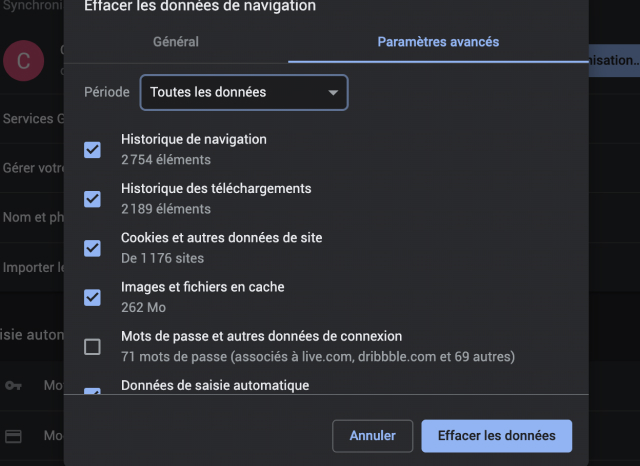 Synchroni
Effacer les données de navigation
Général
Paramètres avancés
C
nisation...
Période
Toutes les données
Historique de navigation
2 754 éléments
Services G
Historique des téléchargements
2 189 éléments
Gérer votre
Nom et ph
Cookies et autres données de site
De 1 176 sites
Importer le
Images et fichiers en cache
262 Mo
isie autom
Mots de passe et autres données de connexion
71 mots de passe (associés à live.com, dribbble.com et 69 autres)
Mo
Données de saisie automatique
Mo
Annuler
Effacer les données